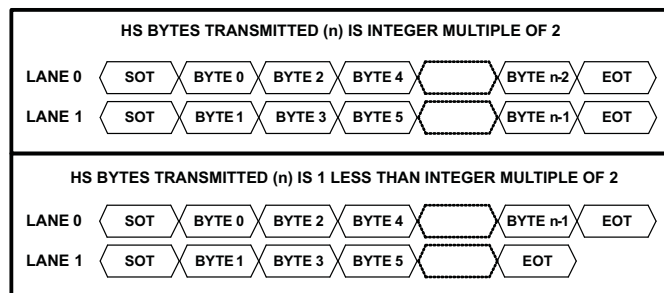 HS BYTES TRANSMITTED (n) IS INTEGER MULTIPLE OF 2
LANE 0 SOT BYTE 0 BYTE 2 BYTE 4 BYTE n-2 EOT
LANE 1 SOT BYTE 1 BYTE 3 BYTE 5 BYTE n-1 EOT
HS BYTES TRANSMITTED (n) IS 1 LESS THAN INTEGER MULTIPLE OF 2
LANE 0 SOT BYTE 0 BYTE 2 BYTE 4 BYTE n-1 EOT
LANE 1 SOT BYTE 1 BYTE 3 BYTE 5 EOT